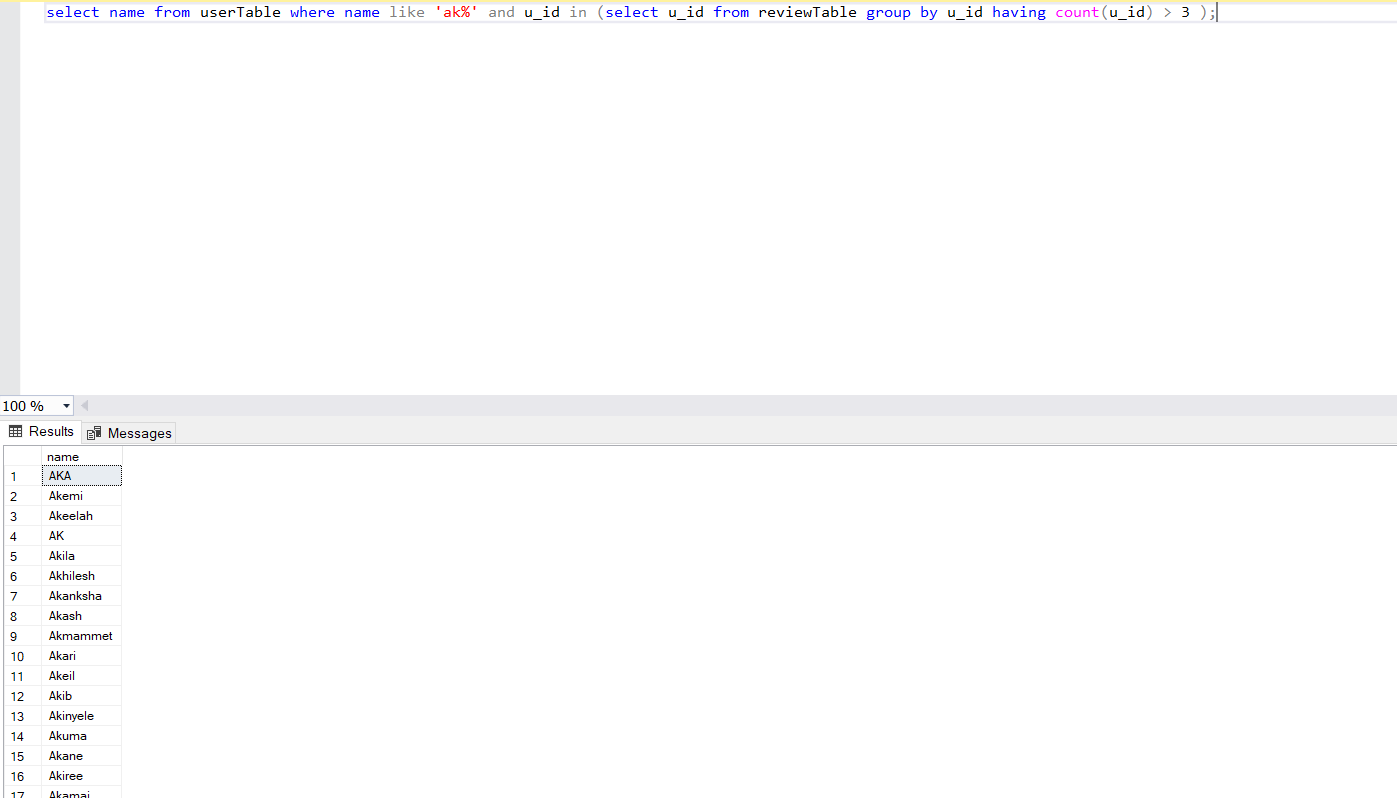 select name from userTable where name like 'ak%' and u_id in (select u_id from reviewTable group by u_id having count(u_id) > 3 );
100 %
Results Messages
name
1 AKA
2 Akemi
3 Akeelah
4 AK
5 Akila
6 Akhilesh
7 Akanksha
8 Akash
9 Akmammet
10 Akari
11 Akeil
12 Akib
13 Akinyele
14 Akuma
15 Akane
16 Akiree
17 Akamai